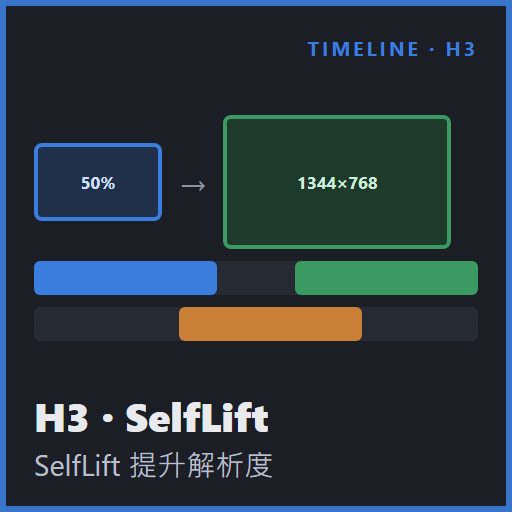 TIMELINE · H3
50% → 1344×768
H3 · SelfLift
SelfLift 提升解析度